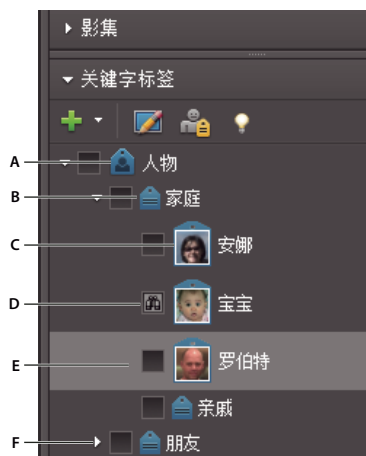 影集
关键字标签
A 人物
B 家庭
C 安娜
D 宝宝
E 罗伯特
亲戚
F 朋友